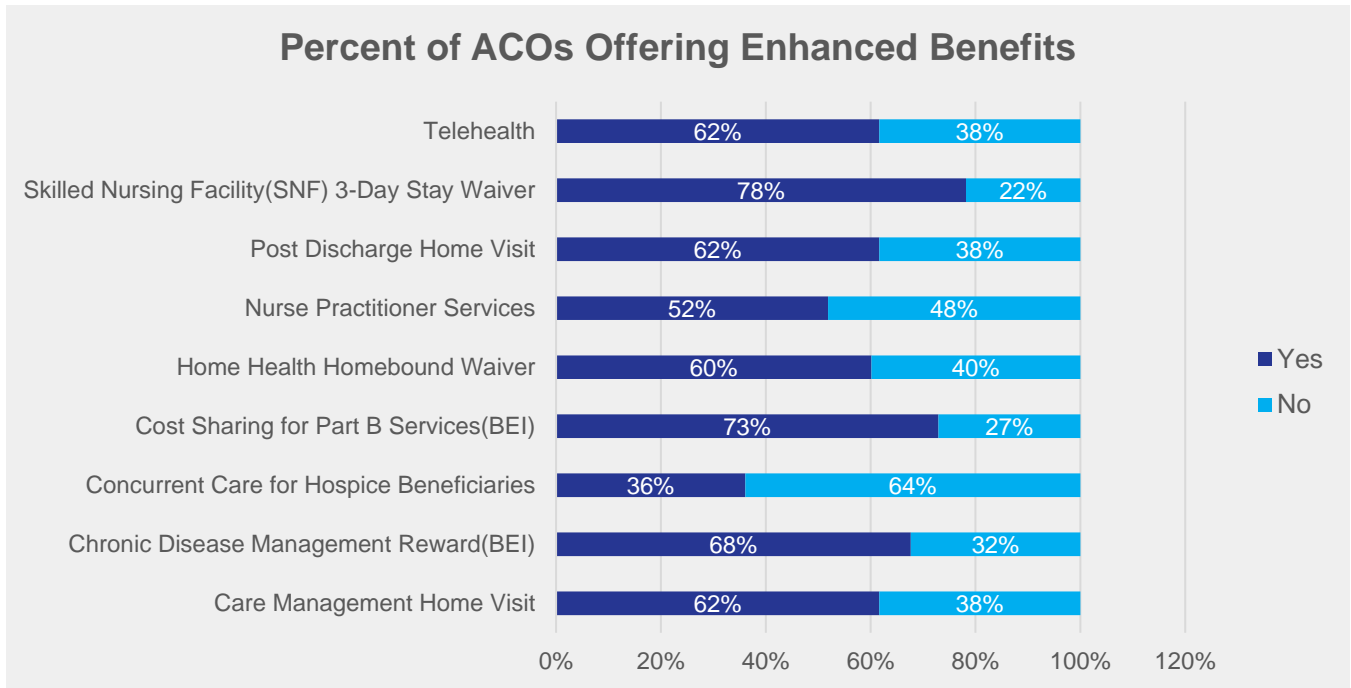 Percent of ACOs Offering Enhanced Benefits
Telehealth 62% 38%
Skilled Nursing Facility(SNF) 3-Day Stay Waiver 78% 22%
Post Discharge Home Visit 62% 38%
Nurse Practitioner Services 52% 48%
Home Health Homebound Waiver 60% 40%
Cost Sharing for Part B Services(BEI) 73% 27%
Concurrent Care for Hospice Beneficiaries 36% 64%
Chronic Disease Management Reward(BEI) 68% 32%
Care Management Home Visit 62% 38%
0% 20% 40% 60% 80% 100% 120%
Yes
No